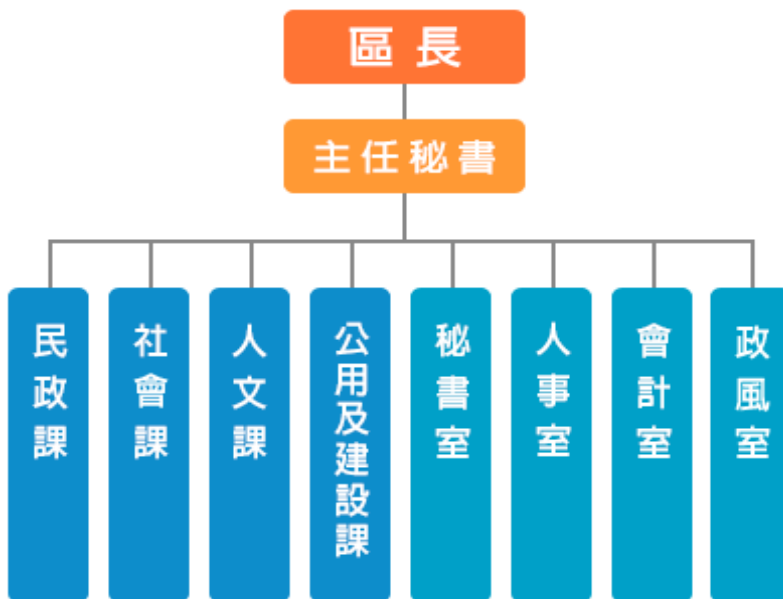 區長
主任秘書
民政課
社會課
人文課
公用及建設課
秘書室
人事室
會計室
政風室